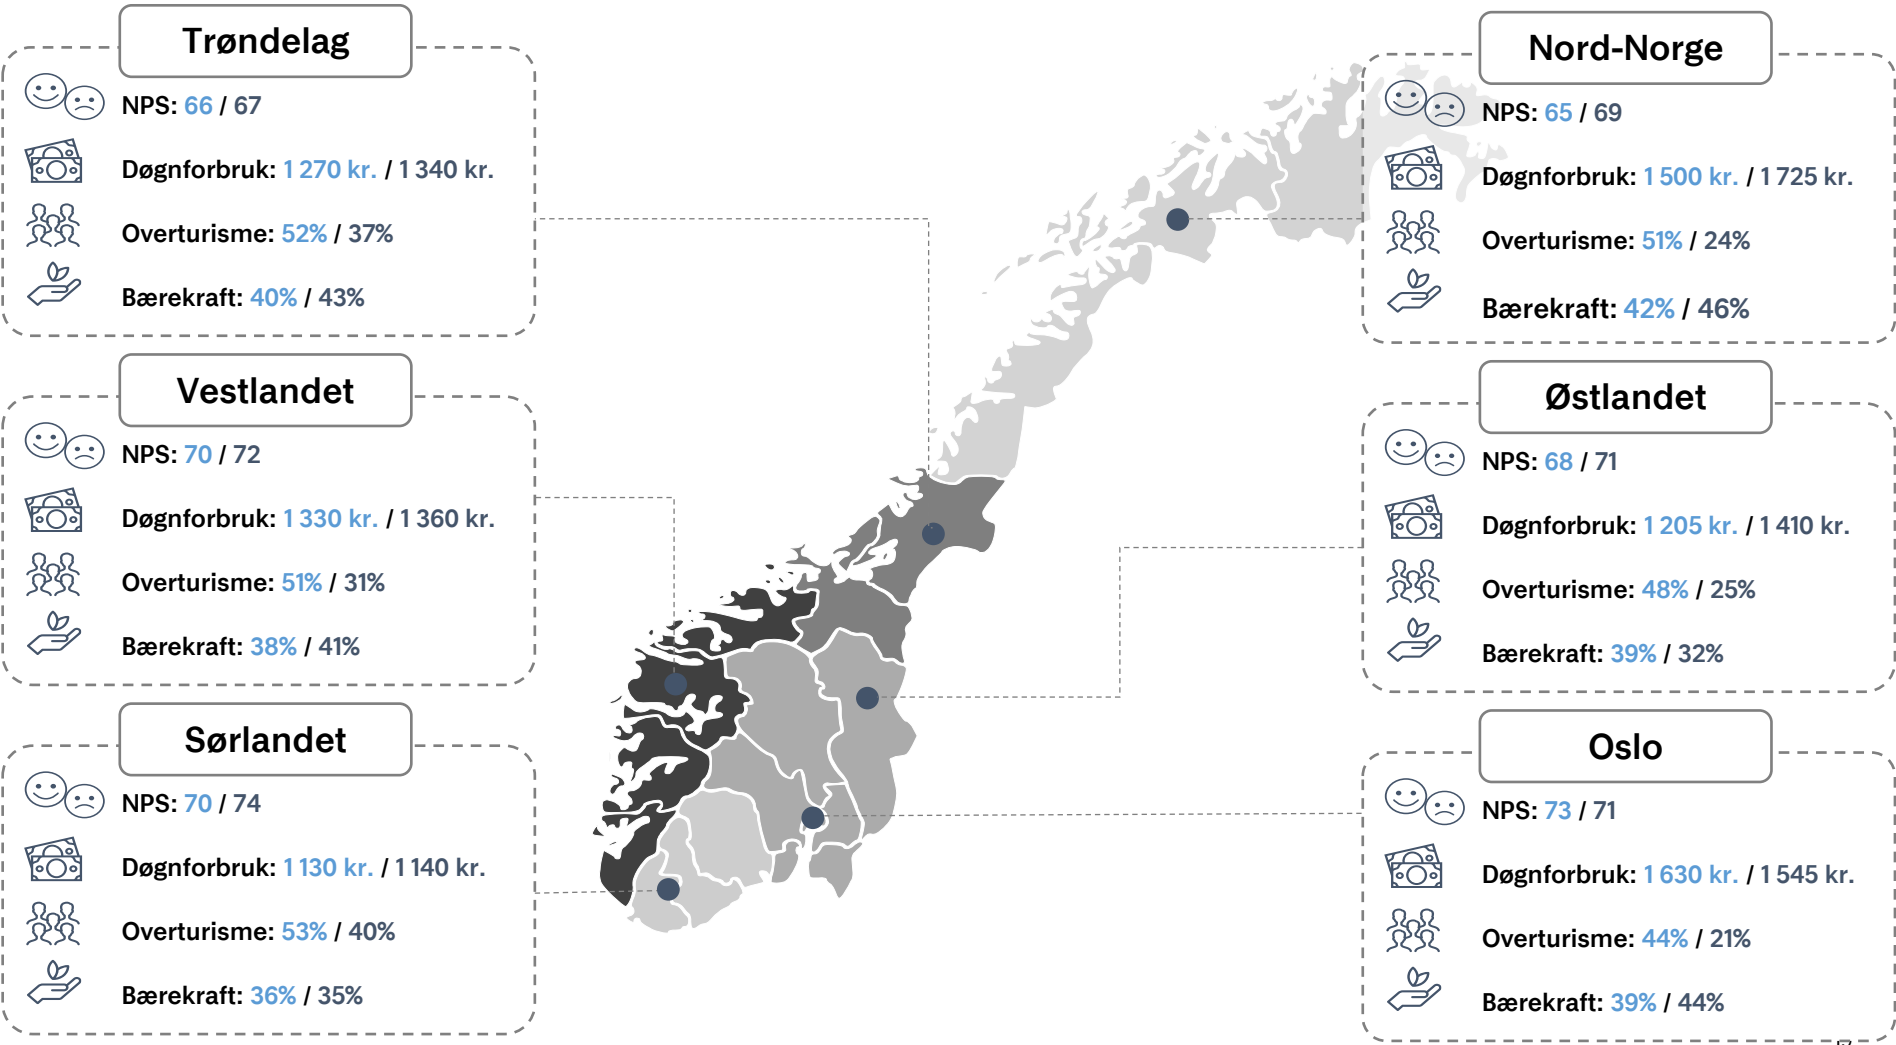 Trøndelag
NPS: 66 / 67
Døgnforbruk: 1 270 kr. / 1 340 kr.
Overturisme: 52% / 37%
Bærekraft: 40% / 43%
Vestlandet
NPS: 70 / 72
Døgnforbruk: 1 330 kr. / 1 360 kr.
Overturisme: 51% / 31%
Bærekraft: 38% / 41%
Sørlandet
NPS: 70 / 74
Døgnforbruk: 1 130 kr. / 1 140 kr.
Overturisme: 53% / 40%
Bærekraft: 36% / 35%
Nord-Norge
NPS: 65 / 69
Døgnforbruk: 1 500 kr. / 1 725 kr.
Overturisme: 51% / 24%
Bærekraft: 42% / 46%
Østlandet
NPS: 68 / 71
Døgnforbruk: 1 205 kr. / 1 410 kr.
Overturisme: 48% / 25%
Bærekraft: 39% / 32%
Oslo
NPS: 73 / 71
Døgnforbruk: 1 630 kr. / 1 545 kr.
Overturisme: 44% / 21%
Bærekraft: 39% / 44%